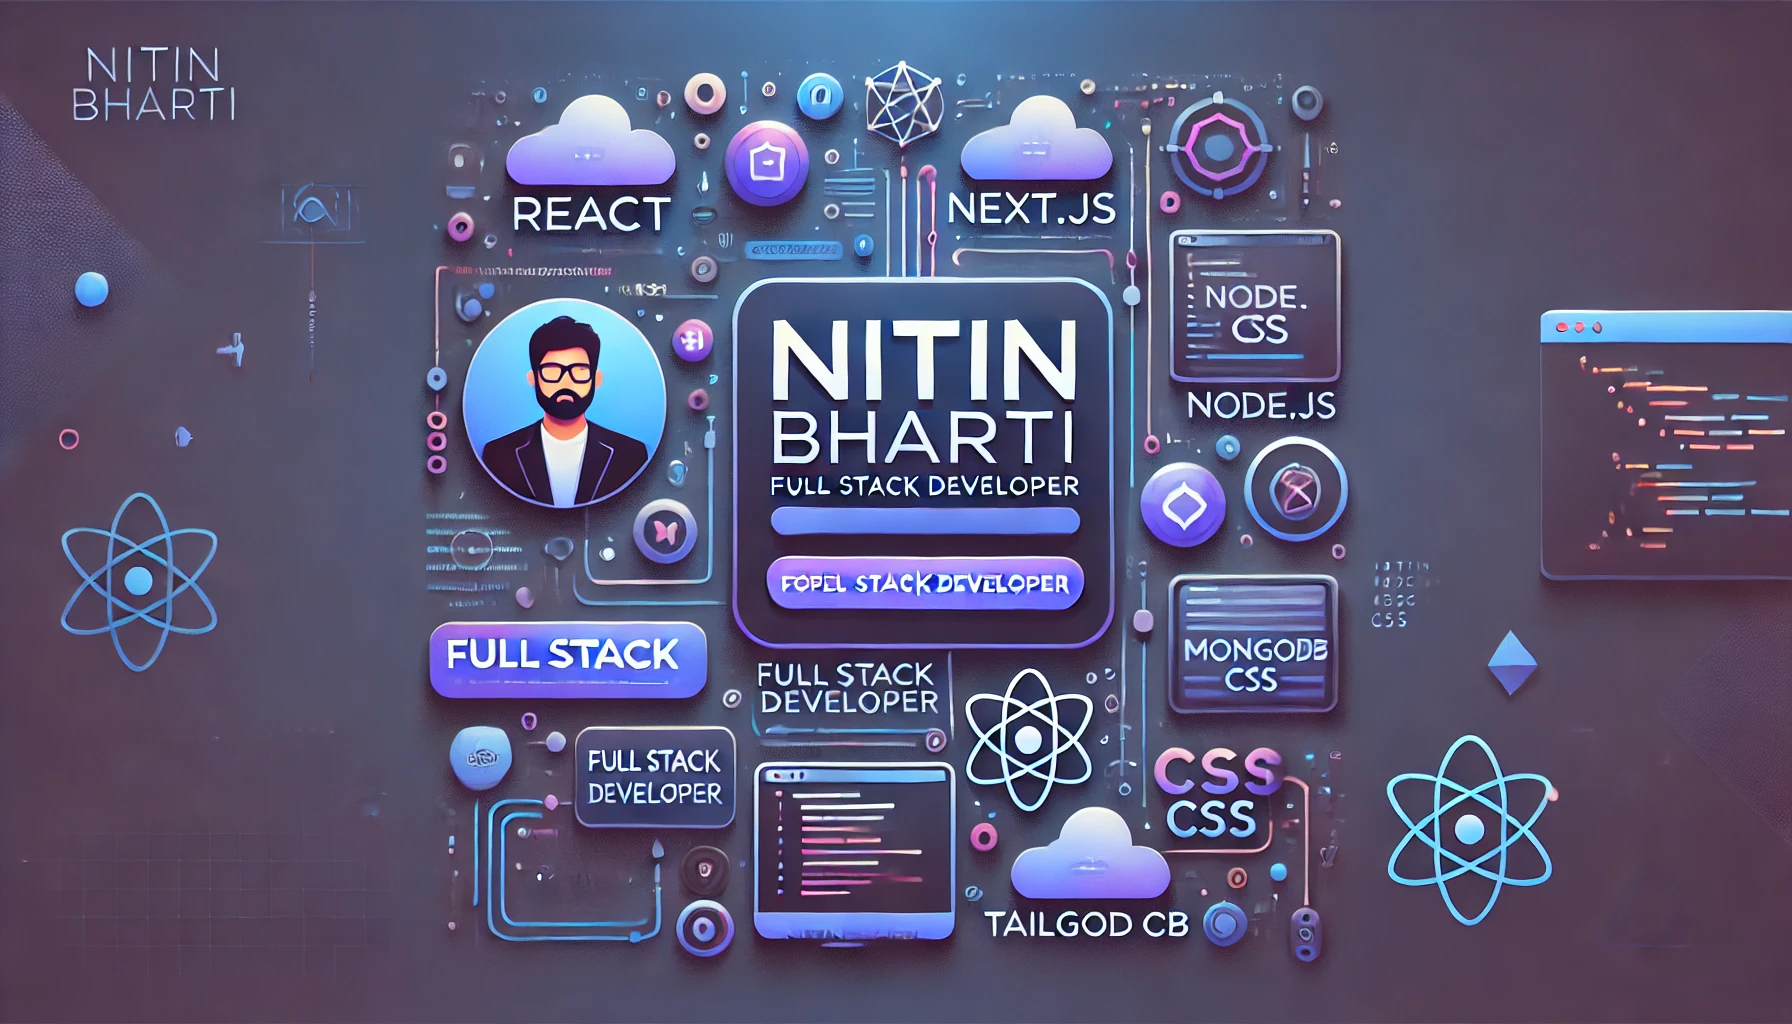 NITIN
BHARTI
REACT
NEXT.JS
NODE.
CSS
NODE.JS
NITIN
BHARTI
FULL STACK DEVELOPER
FOPEL STACK DEVELOPER
FULL STACK
FULL STACK
DEVELOPER
MONGODB
CSS
CSS
FULL STACK
DEVELOPER
CSS
CSS
TAILGOD CB